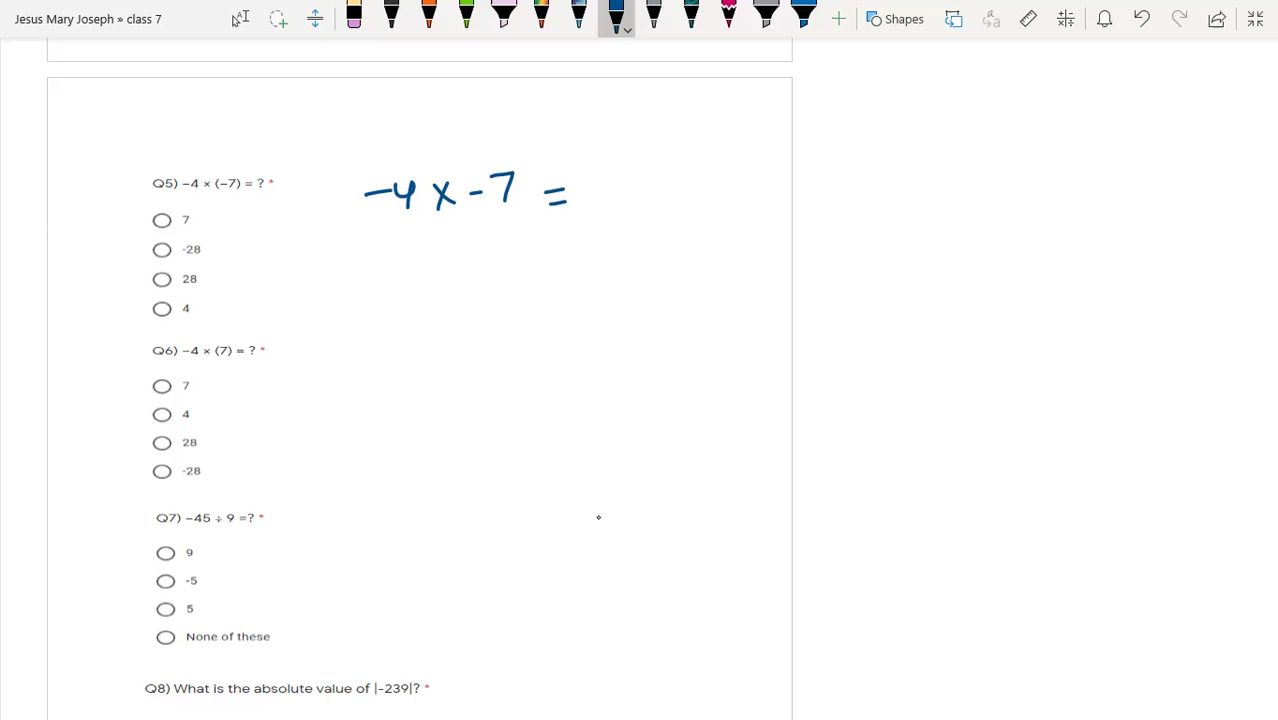 Jesus Mary Joseph » class 7
Shapes
Q5) −4 × (−7) = ? *
−4 x - 7 =
7
-28
28
4
Q6) −4 × (7) = ? *
7
4
28
-28
Q7) −45 ÷ 9 =? *
9
-5
5
None of these
Q8) What is the absolute value of |-239|? *